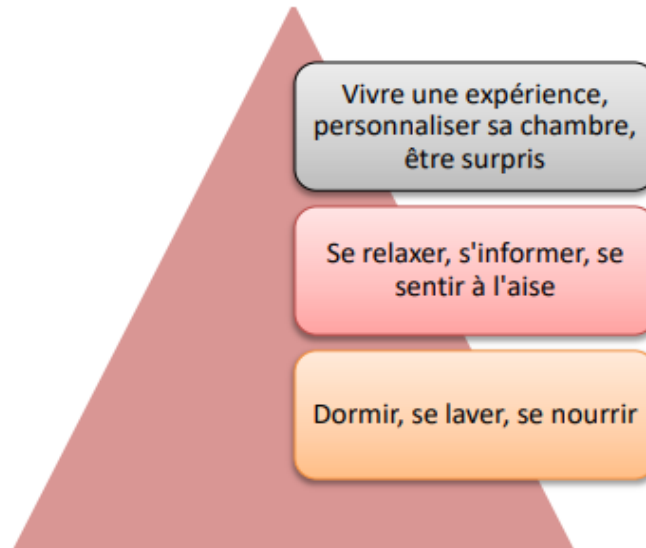 Vivre une expérience,
personnaliser sa chambre,
être surpris
Se relaxer, s'informer, se
sentir à l'aise
Dormir, se laver, se nourrir